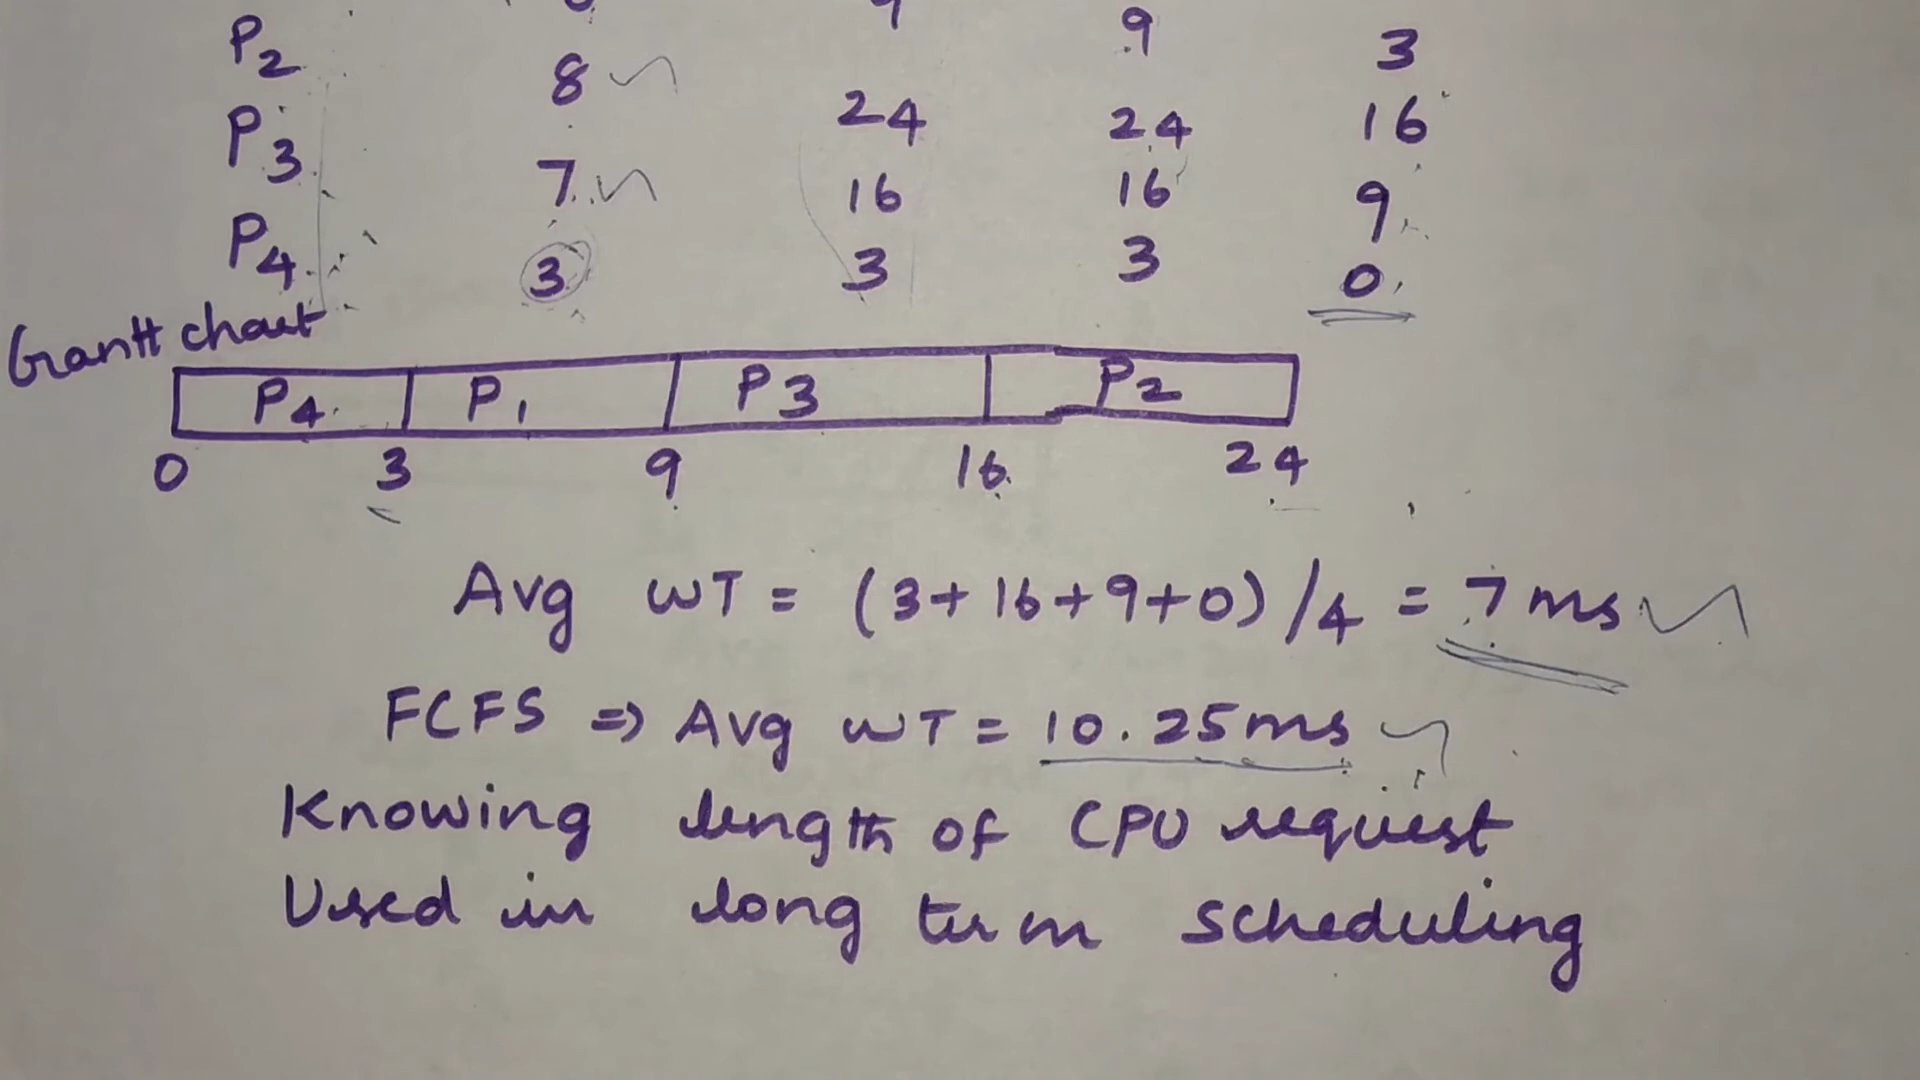 P2 8 9 9 3
P3 7 24 24 16
P4 3 16 16 9
3 3 0
Gantt chart
P4 P1 P3 P2
0 3 9 16 24
Avg WT = (3+16+9+0)/4 = 7ms
FCFS => Avg WT = 10.25ms
Knowing length of CPU request
Used in long term scheduling